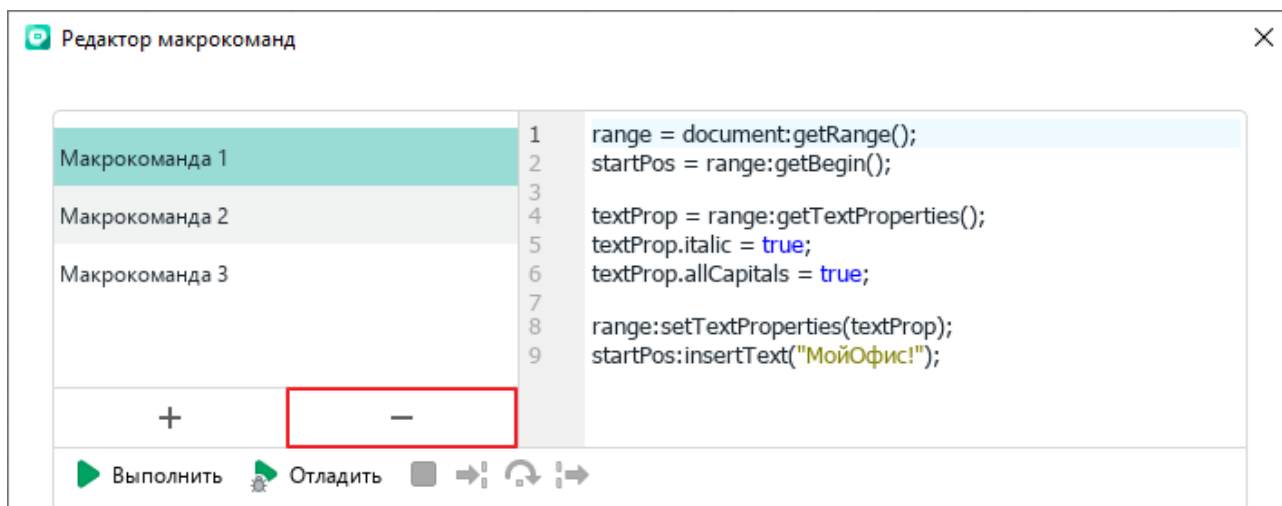 Редактор макрокоманд
Макрокоманда 1
Макрокоманда 2
Макрокоманда 3
+
−
1 range = document:getRange();
2 startPos = range:getBegin();
3
4 textProp = range:getTextProperties();
5 textProp.italic = true;
6 textProp.allCapitals = true;
7
8 range:setTextProperties(textProp);
9 startPos:insertText("МойОфис!");
Выполнить Отладить